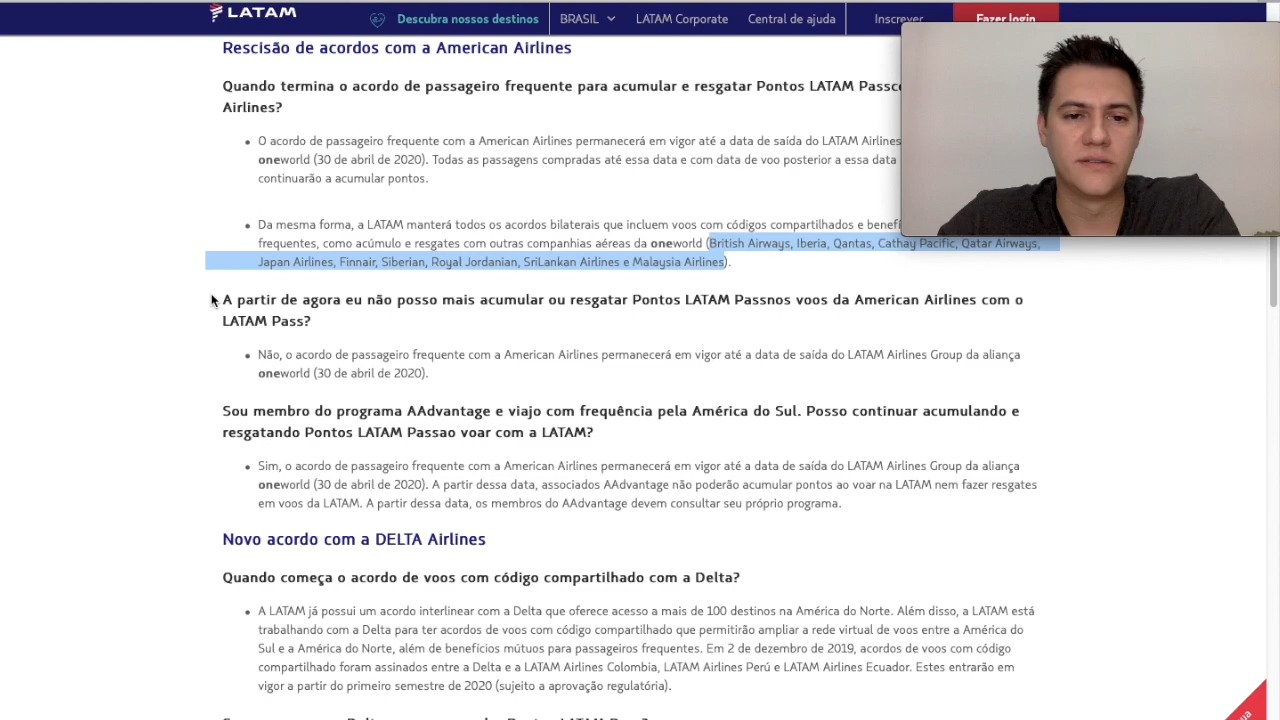 LATAM
Descubra nossos destinos
BRASIL
LATAM Corporate
Central de ajuda
Inscrever
Fazer login
Rescisão de acordos com a American Airlines
Quando termina o acordo de passageiro frequente para acumular e resgatar Pontos LATAM
Airlines?
• O acordo de passageiro frequente com a American Airlines permanecerá em vigor até a data de saída do LATAM Airlines
oneworld (30 de abril de 2020). Todas as passagens compradas até essa data e com data de voo posterior a essa data
continuarão a acumular pontos.
• Da mesma forma, a LATAM manterá todos os acordos bilaterais que incluem voos com códigos compartilhados e
frequentes, como acúmulo e resgates com outras companhias aéreas da oneworld (British Airways, Iberia, Qantas, Cathay Pacific, Qatar Airways,
Japan Airlines, Finnair, Siberian, Royal Jordanian, SriLankan Airlines e Malaysia Airlines).
A partir de agora eu não posso mais acumular ou resgatar Pontos LATAM Passnos voos da American Airlines com o
LATAM Pass?
• Não, o acordo de passageiro frequente com a American Airlines permanecerá em vigor até a data de saída do LATAM Airlines Group da aliança
oneworld (30 de abril de 2020).
Sou membro do programa AAdvantage e viajo com frequência pela América do Sul. Posso continuar acumulando e
resgatando Pontos LATAM Passao voar com a LATAM?
• Sim, o acordo de passageiro frequente com a American Airlines permanecerá em vigor até a data de saída do LATAM Airlines Group da aliança
oneworld (30 de abril de 2020). A partir dessa data, associados AAdvantage não poderão acumular pontos ao voar na LATAM nem fazer resgates
em voos da LATAM. A partir dessa data, os membros do AAdvantage devem consultar seu próprio programa.
Novo acordo com a DELTA Airlines
Quando começa o acordo de voos com código compartilhado com a Delta?
• A LATAM já possui um acordo interlinear com a Delta que oferece acesso a mais de 100 destinos na América do Norte. Além disso, a LATAM está
trabalhando com a Delta para ter acordos de voos com código compartilhado que permitirão ampliar a rede virtual de voos entre a América do
Sul e a América do Norte, além de benefícios mútuos para passageiros frequentes. Em 2 de dezembro de 2019, acordos de voos com código
compartilhado foram assinados entre a Delta e a LATAM Airlines Colombia, LATAM Airlines Perú e LATAM Airlines Ecuador. Estes entrarão em
vigor a partir do primeiro semestre de 2020 (sujeito a aprovação regulatória).